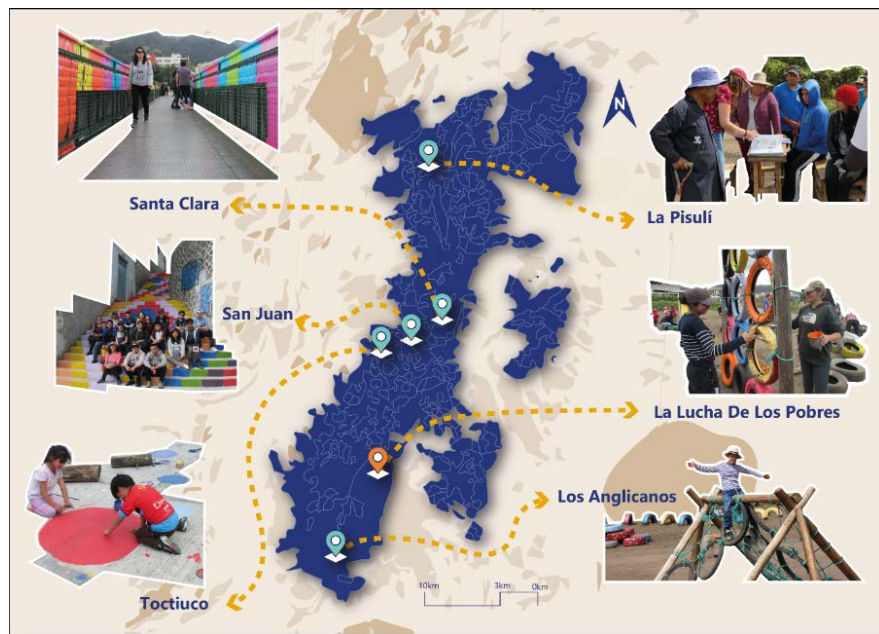 N
Santa Clara
La Pisulí
San Juan
La Lucha De Los Pobres
Los Anglicanos
Toctiuco
10km 3km 0km